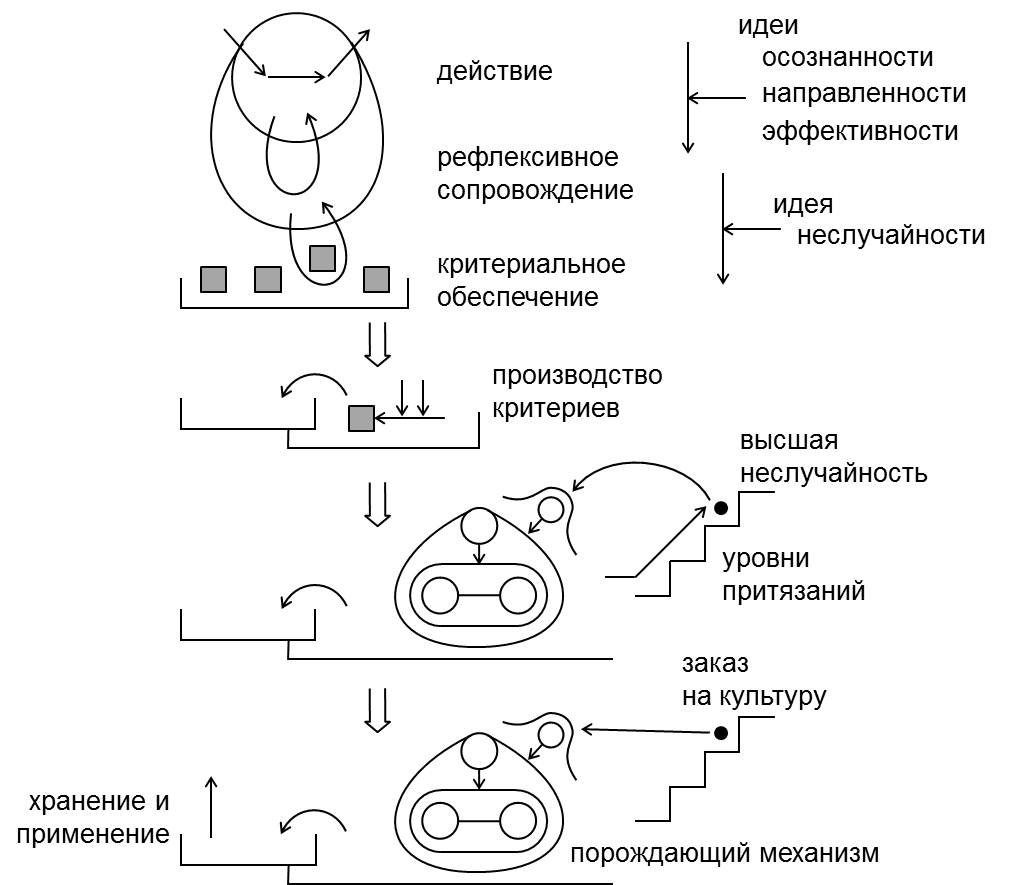 действие
рефлексивное
сопровождение
критериальное
обеспечение
идеи
осознанности
направленности
эффективности
идея
неслучайности
производство
критериев
высшая
неслучайность
уровни
притязаний
заказ
на культуру
хранение и
применение
порождающий механизм